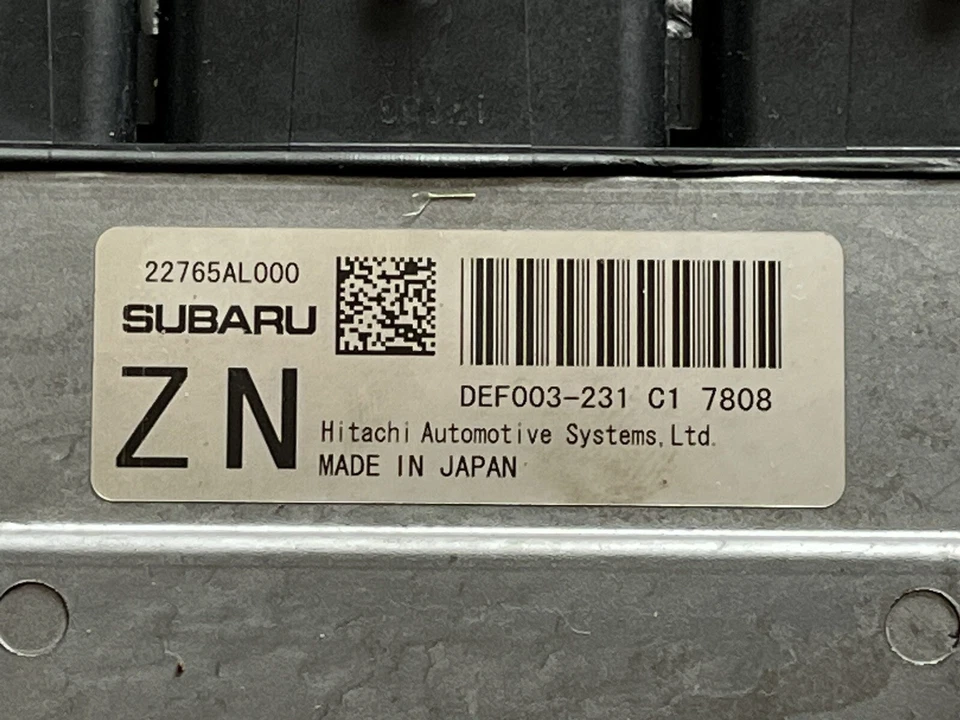 22765AL000
SUBARU
ZN
DEF003-231 C1 7808
Hitachi Automotive Systems,Ltd.
MADE IN JAPAN